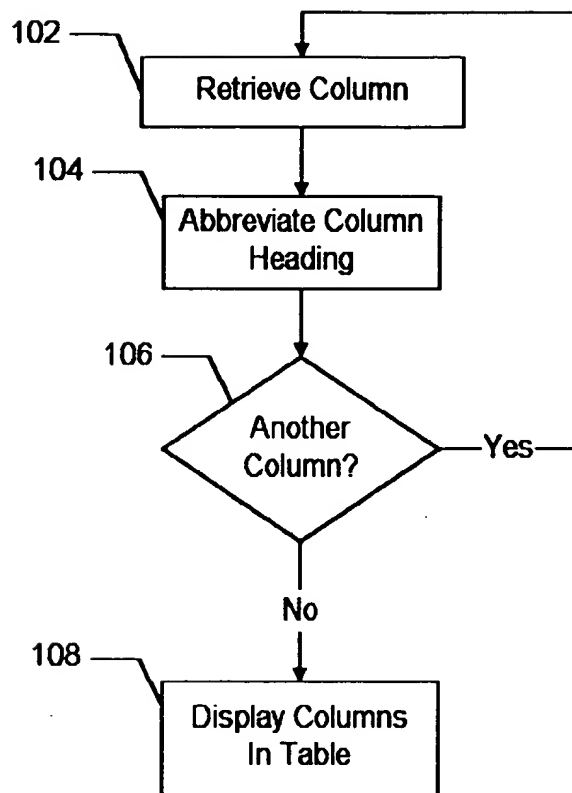 102
Retrieve Column
104
Abbreviate Column
Heading
106
Another
Column?
Yes
No
108
Display Columns
In Table